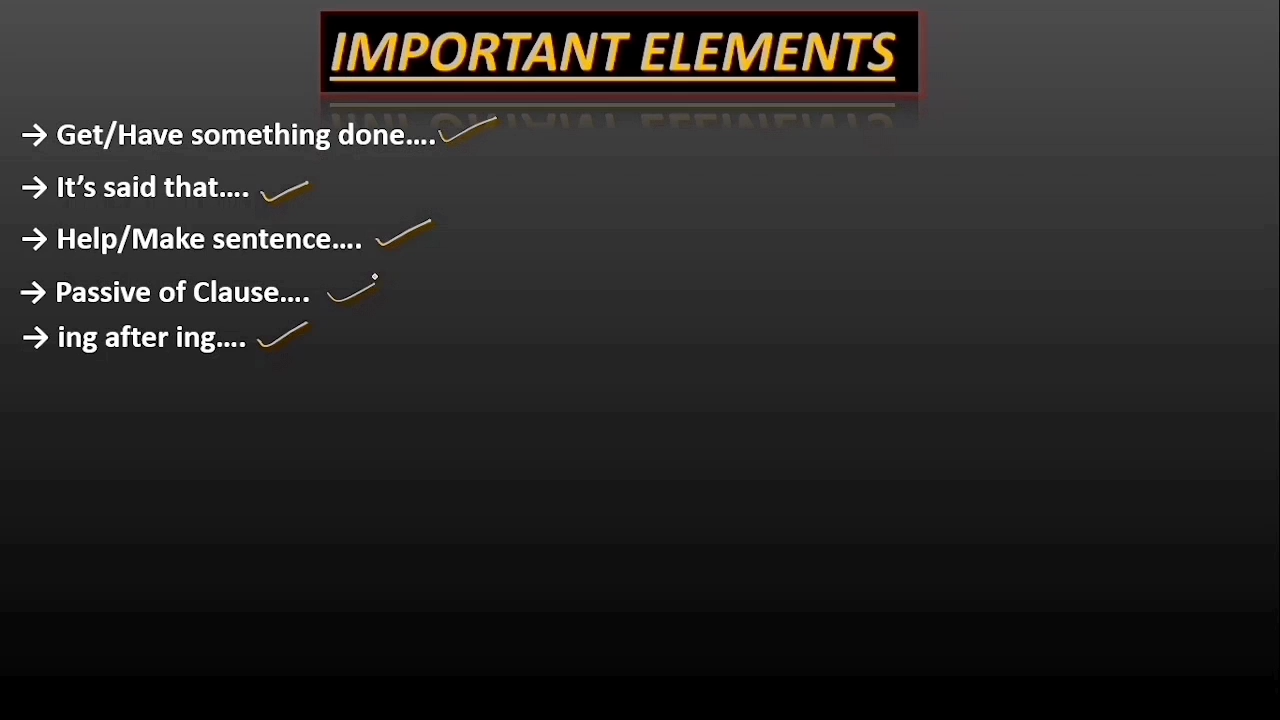 IMPORTANT ELEMENTS
→ Get/Have something done....
→ It’s said that....
→ Help/Make sentence....
→ Passive of Clause....
→ ing after ing....